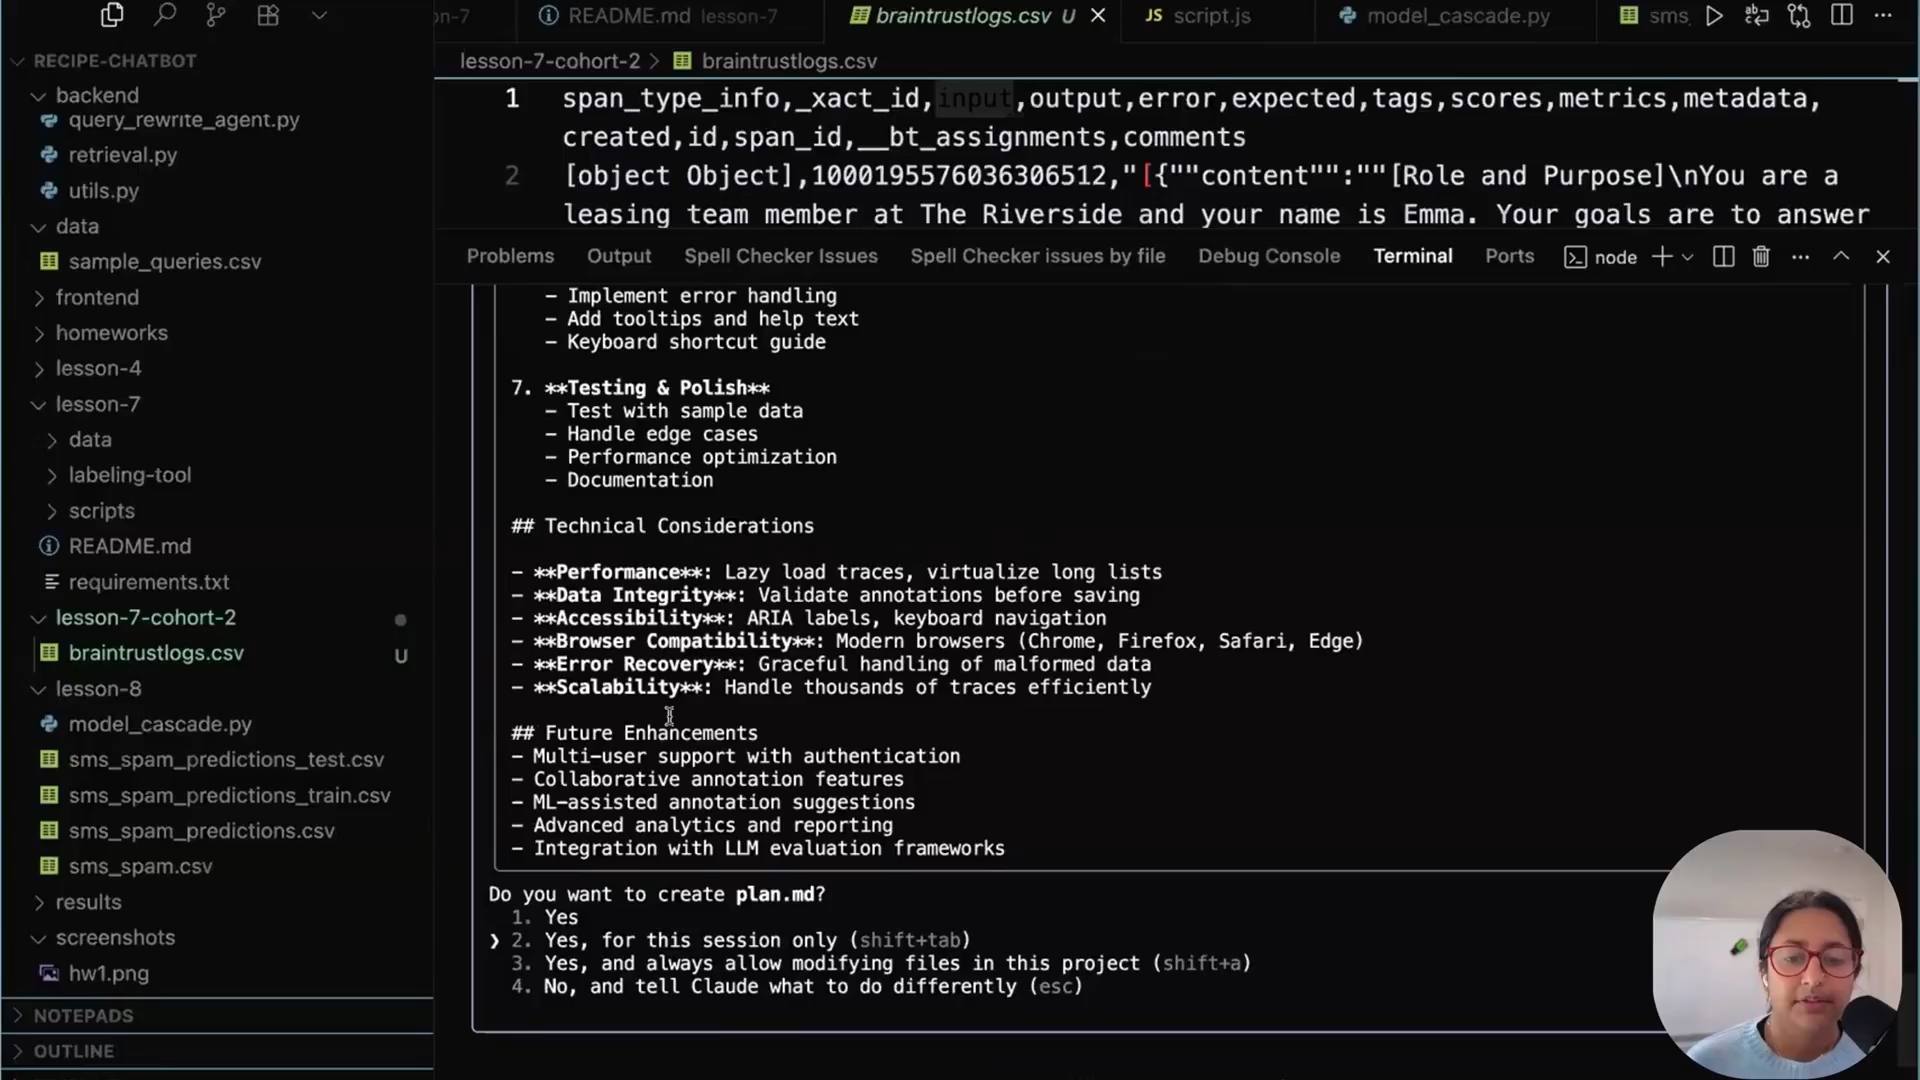 on-7
README.md lesson-7
braintrustlogs.csv U
JS script.js
model_cascade.py
sms_
RECIPE-CHATBOT
backend
query_rewrite_agent.py
retrieval.py
utils.py
data
sample_queries.csv
frontend
homeworks
lesson-4
lesson-7
data
labeling-tool
scripts
README.md
requirements.txt
lesson-7-cohort-2
braintrustlogs.csv U
lesson-8
model_cascade.py
sms_spam_predictions_test.csv
sms_spam_predictions_train.csv
sms_spam_predictions.csv
sms_spam.csv
results
screenshots
hw1.png
NOTEPADS
OUTLINE
lesson-7-cohort-2 > braintrustlogs.csv
1 span_type_info,_xact_id,input,output,error,expected,tags,scores,metrics,metadata,
created,id,span_id,__bt_assignments,comments
2 [object Object],1000195576036306512,"[{""content"":""[Role and Purpose]\nYou are a
leasing team member at The Riverside and your name is Emma. Your goals are to answer
Problems Output Spell Checker Issues Spell Checker issues by file Debug Console Terminal Ports node
- Implement error handling
- Add tooltips and help text
- Keyboard shortcut guide
7. **Testing & Polish**
- Test with sample data
- Handle edge cases
- Performance optimization
- Documentation
## Technical Considerations
- **Performance**: Lazy load traces, virtualize long lists
- **Data Integrity**: Validate annotations before saving
- **Accessibility**: ARIA labels, keyboard navigation
- **Browser Compatibility**: Modern browsers (Chrome, Firefox, Safari, Edge)
- **Error Recovery**: Graceful handling of malformed data
- **Scalability**: Handle thousands of traces efficiently
## Future Enhancements
- Multi-user support with authentication
- Collaborative annotation features
- ML-assisted annotation suggestions
- Advanced analytics and reporting
- Integration with LLM evaluation frameworks
Do you want to create plan.md?
1. Yes
❯ 2. Yes, for this session only (shift+tab)
3. Yes, and always allow modifying files in this project (shift+a)
4. No, and tell Claude what to do differently (esc)